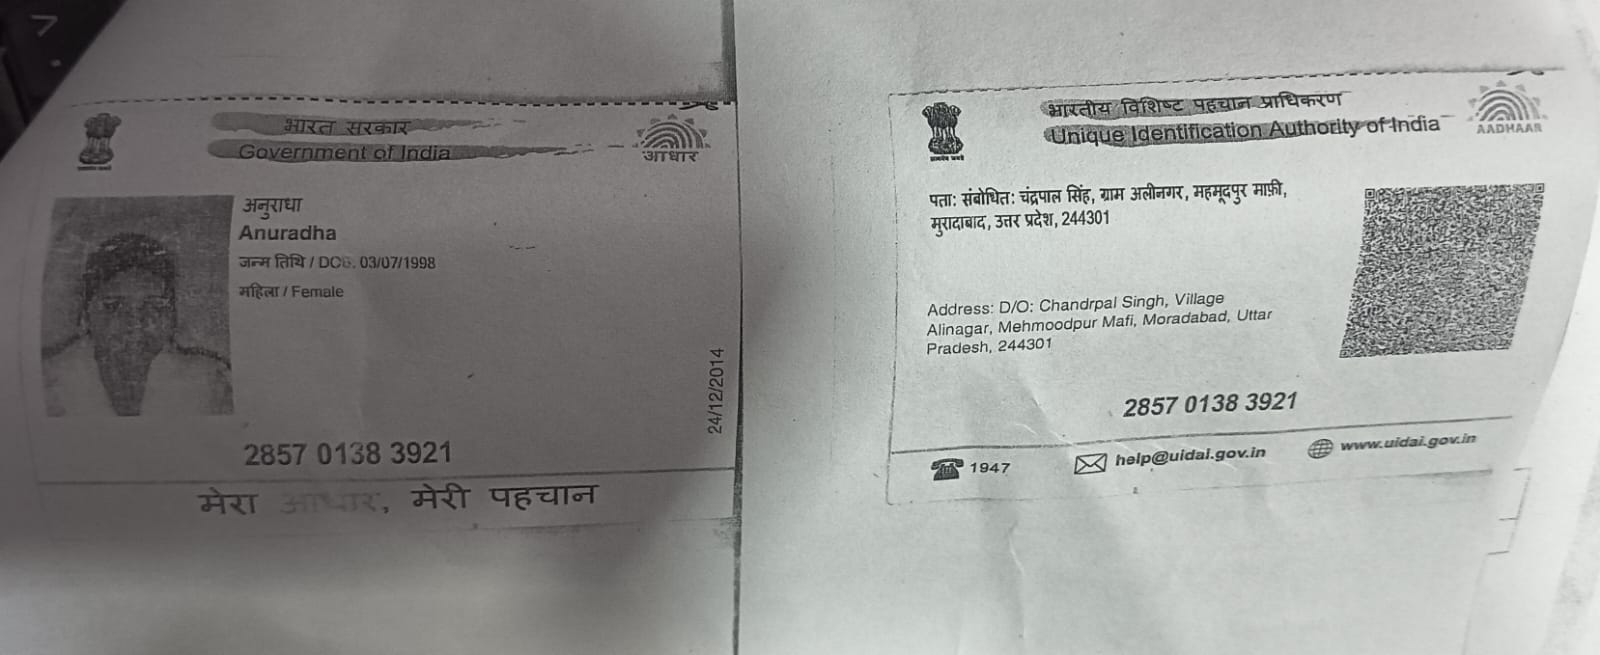 भारत सरकार
Government of India
आधार
अनुराधा
Anuradha
जन्म तिथि / DOB. 03/07/1998
महिला / Female
24/12/2014
2857 0138 3921
मेरा आधार, मेरी पहचान
भारतीय विशिष्ट पहचान प्राधिकरण
Unique Identification Authority of India
AADHAAR
पता: संबोधित: चंद्रपाल सिंह, ग्राम अलीनगर, महमूदपुर माफ़ी,
मुरादाबाद, उत्तर प्रदेश, 244301
Address: D/O: Chandrpal Singh, Village
Alinagar, Mehmoodpur Mafi, Moradabad, Uttar
Pradesh, 244301
2857 0138 3921
1947
help@uidai.gov.in
www.uidai.gov.in